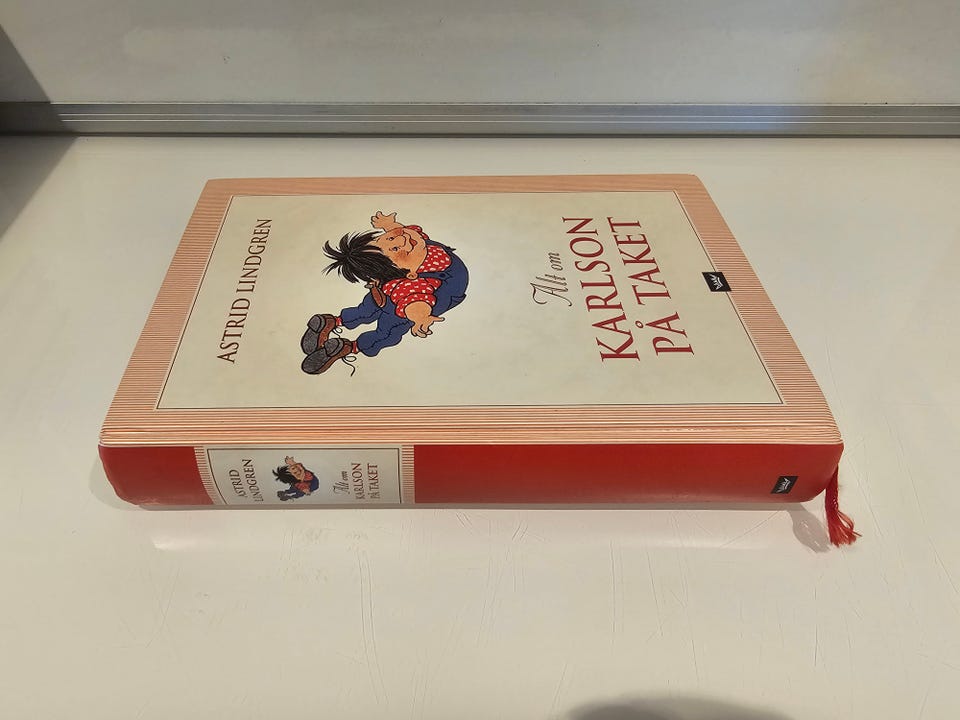 ASTRID LINDGREN
Alt om
KARLSON
PÅ TAKET
ASTRID
LINDGREN
Alt om
KARLSON
PÅ TAKET